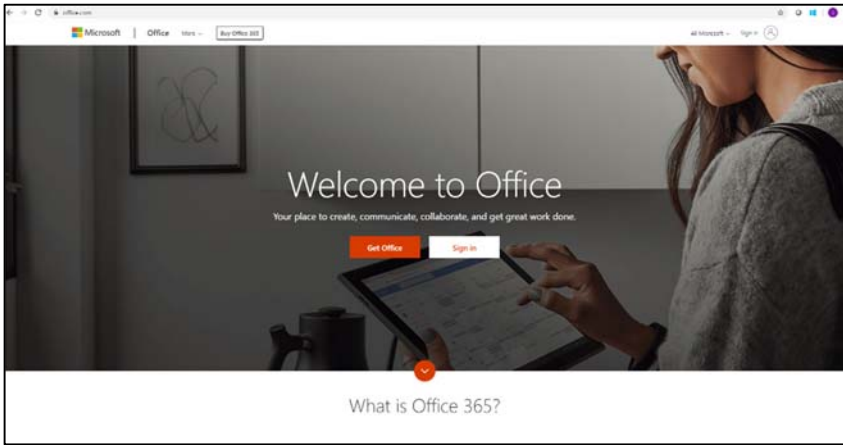 office.com
Microsoft | Office More Buy Office 365 All Microsoft Sign in
Welcome to Office
Your place to create, communicate, collaborate, and get great work done.
Get Office Sign in
What is Office 365?